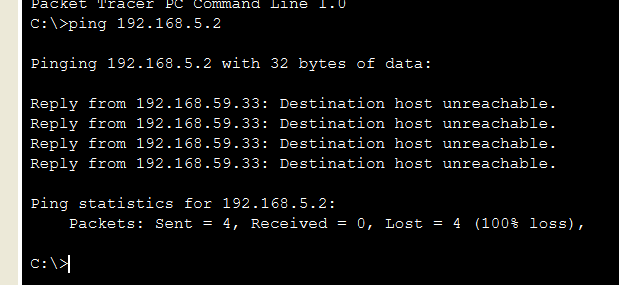 Packet Tracer PC Command Line 1.0
C:\>ping 192.168.5.2
Pinging 192.168.5.2 with 32 bytes of data:
Reply from 192.168.59.33: Destination host unreachable.
Reply from 192.168.59.33: Destination host unreachable.
Reply from 192.168.59.33: Destination host unreachable.
Reply from 192.168.59.33: Destination host unreachable.
Ping statistics for 192.168.5.2:
Packets: Sent = 4, Received = 0, Lost = 4 (100% loss),
C:\>